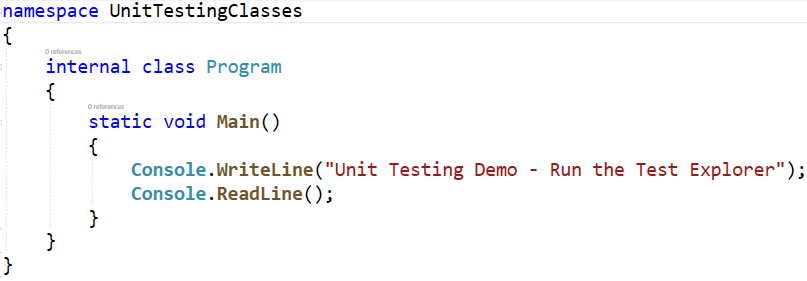 namespace UnitTestingClasses
{
0 references
internal class Program
{
0 references
static void Main()
{
Console.WriteLine("Unit Testing Demo - Run the Test Explorer");
Console.ReadLine();
}
}
}